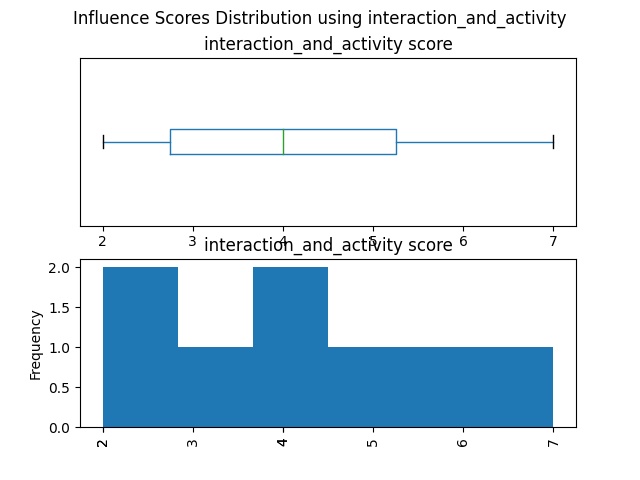 Influence Scores Distribution using interaction_and_activity
interaction_and_activity score
2 3 4 5 6 7
interaction_and_activity score
2.0
1.5
1.0
0.5
0.0
Frequency
2 3 4 5 6 7